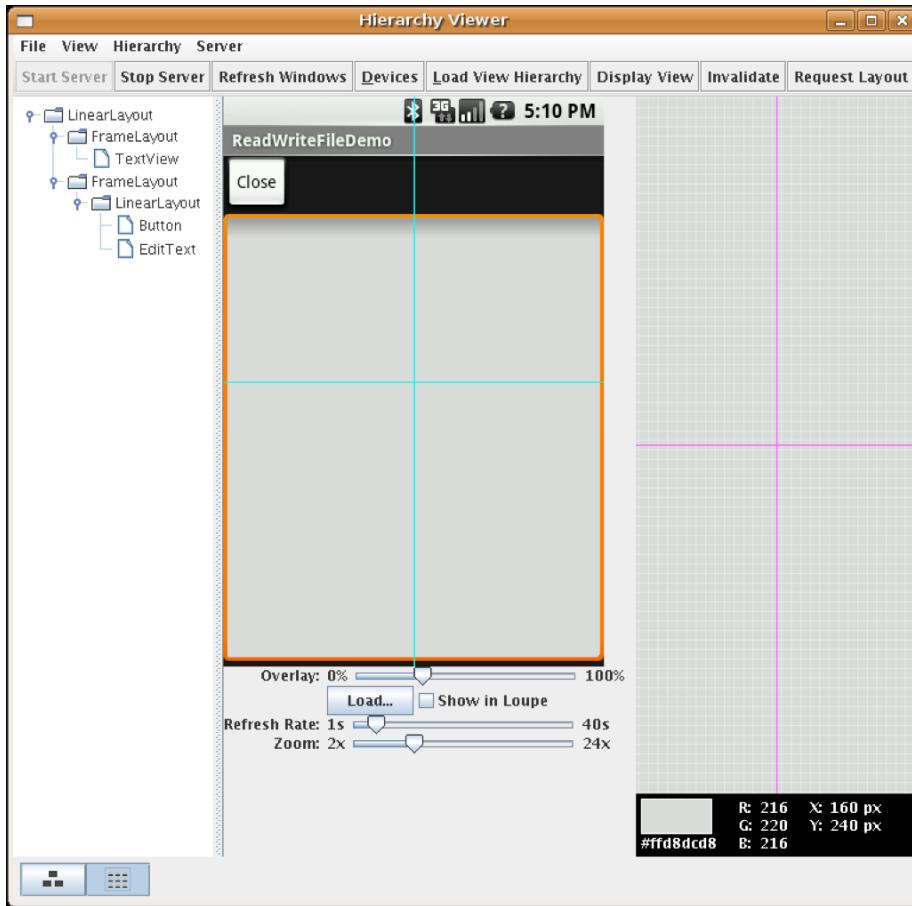 Hierarchy Viewer
File View Hierarchy Server
Start Server Stop Server Refresh Windows Devices Load View Hierarchy Display View Invalidate Request Layout
LinearLayout
FrameLayout
TextView
FrameLayout
LinearLayout
Button
EditText
3G ? 5:10 PM
ReadWriteFileDemo
Close
Overlay: 0% 100%
Load... Show in Loupe
Refresh Rate: 1s 40s
Zoom: 2x 24x
#ffd8dcd8
R: 216 X: 160 px
G: 220 Y: 240 px
B: 216